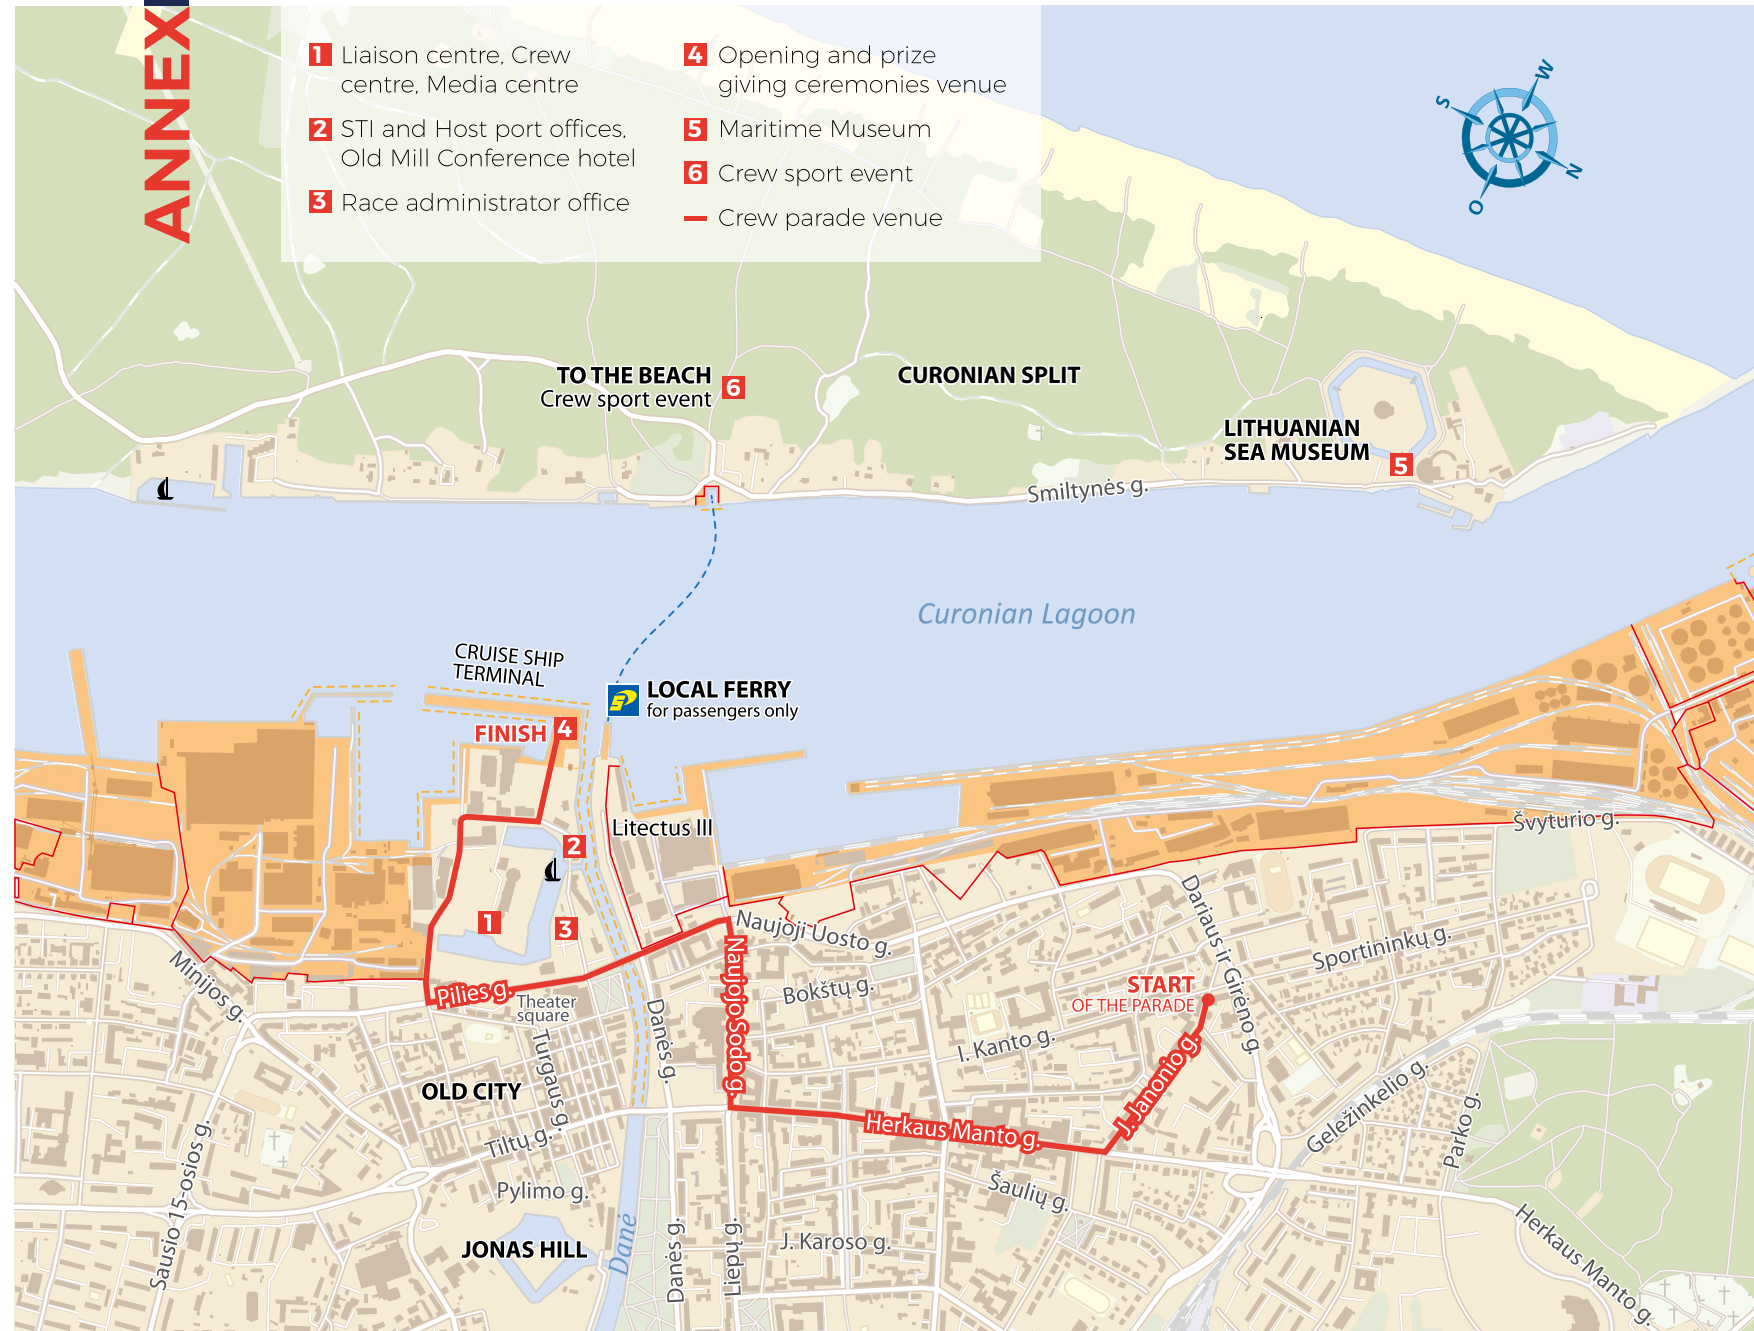 ANNEX
1 Liaison centre, Crew
centre, Media centre
2 STI and Host port offices,
Old Mill Conference hotel
3 Race administrator office
4 Opening and prize
giving ceremonies venue
5 Maritime Museum
6 Crew sport event
Crew parade venue
S
W
N
O
TO THE BEACH
Crew sport event
6
CURONIAN SPLIT
LITHUANIAN
SEA MUSEUM
5
Smiltynės g.
Curonian Lagoon
CRUISE SHIP
TERMINAL
LOCAL FERRY
for passengers only
FINISH
4
Litectus III
2
1
3
Švyturio g.
Naujoji Uosto g.
Naujojo Sodo g.
Dariaus ir Girėno g.
Sportininkų g.
Minijos g.
Pilies g.
Theater
square
Bokštų g.
START
OF THE PARADE
I. Kanto g.
J. Janonio g.
Danės g.
Turgaus g.
OLD CITY
Tiltų g.
Herkaus Manto g.
Geležinkelio g.
Parko g.
Sausio 15-osios g.
Pylimo g.
Šaulių g.
JONAS HILL
Danė
Danės g.
Liepų g.
J. Karoso g.
Herkaus Manto g.